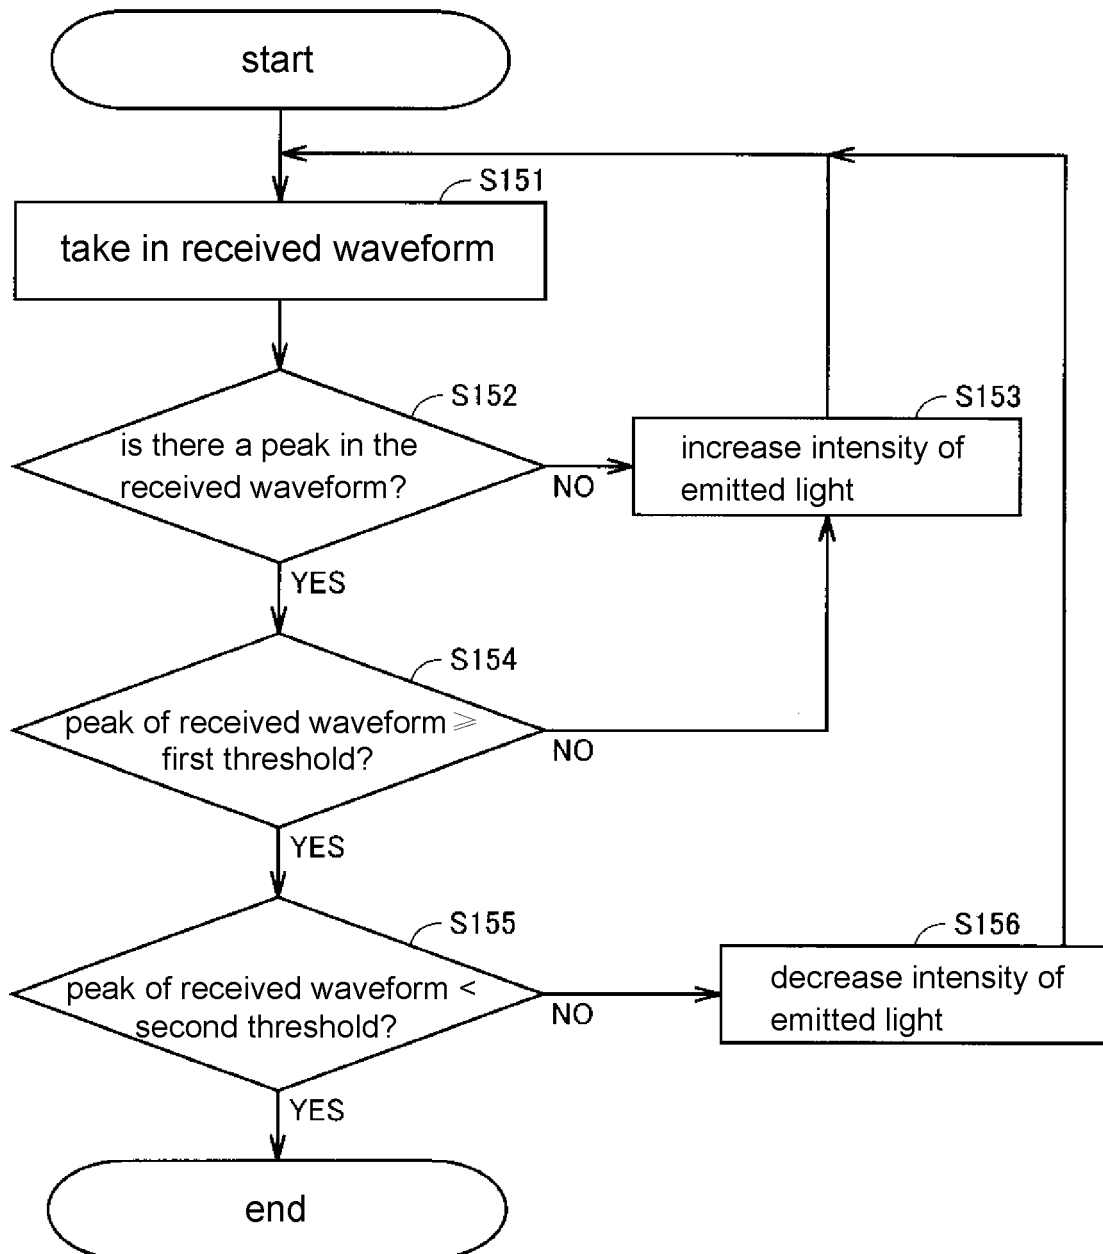 start
S151
take in received waveform
S152
is there a peak in the
received waveform?
NO
S153
increase intensity of
emitted light
YES
S154
peak of received waveform ⩾
first threshold?
NO
YES
S155
peak of received waveform <
second threshold?
NO
S156
decrease intensity of
emitted light
YES
end